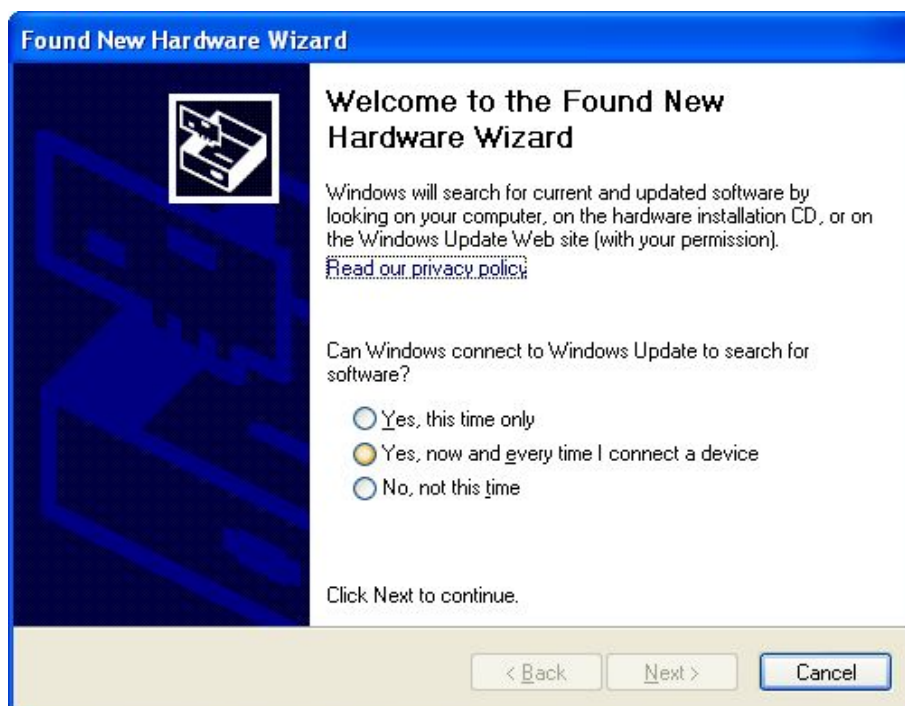 Found New Hardware Wizard
Welcome to the Found New
Hardware Wizard
Windows will search for current and updated software by
looking on your computer, on the hardware installation CD, or on
the Windows Update Web site (with your permission).
Read our privacy policy
Can Windows connect to Windows Update to search for
software?
Yes, this time only
Yes, now and every time I connect a device
No, not this time
Click Next to continue.
< Back Next > Cancel